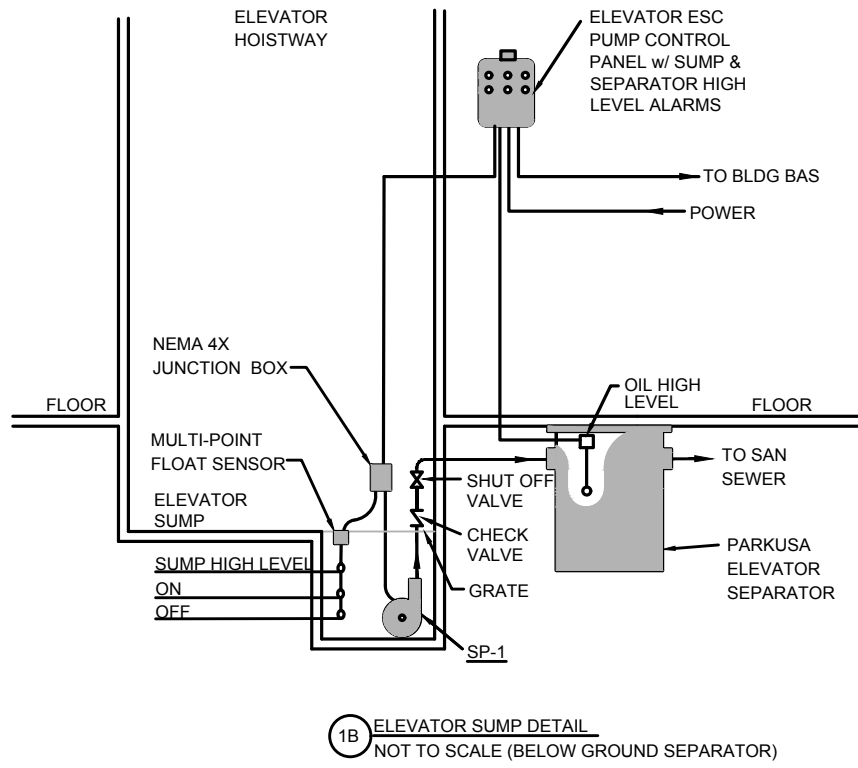 ELEVATOR
HOISTWAY
ELEVATOR ESC
PUMP CONTROL
PANEL w/ SUMP &
SEPARATOR HIGH
LEVEL ALARMS
TO BLDG BAS
POWER
NEMA 4X
JUNCTION BOX
FLOOR
OIL HIGH
LEVEL
FLOOR
MULTI-POINT
FLOAT SENSOR
TO SAN
SEWER
SHUT OFF
VALVE
ELEVATOR
SUMP
CHECK
VALVE
PARKUSA
ELEVATOR
SEPARATOR
SUMP HIGH LEVEL
ON
OFF
GRATE
SP-1
1B
ELEVATOR SUMP DETAIL
NOT TO SCALE (BELOW GROUND SEPARATOR)